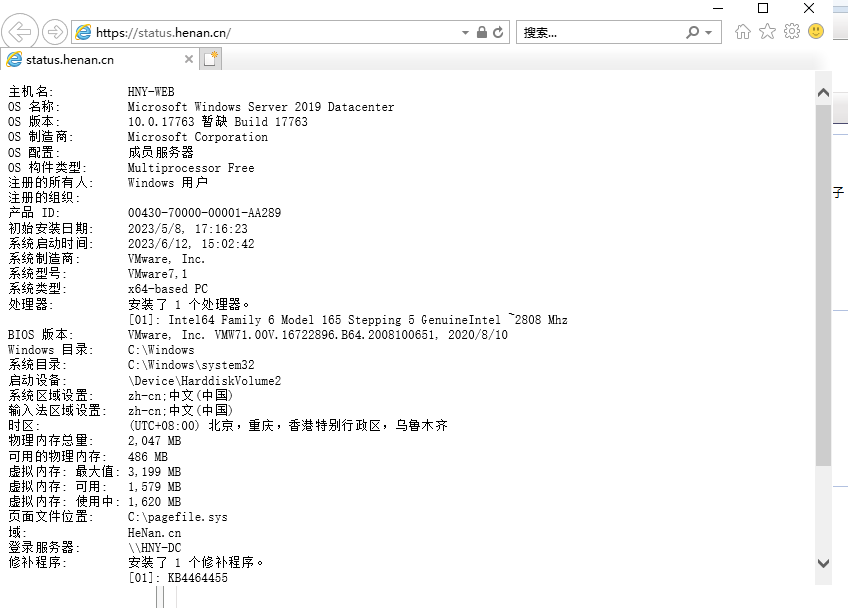 https://status.henan.cn/
搜索...
status.henan.cn
主机名: HNY-WEB
OS 名称: Microsoft Windows Server 2019 Datacenter
OS 版本: 10.0.17763 暂缺 Build 17763
OS 制造商: Microsoft Corporation
OS 配置: 成员服务器
OS 构件类型: Multiprocessor Free
注册的所有人: Windows 用户
注册的组织:
产品 ID: 00430-70000-00001-AA289
初始安装日期: 2023/5/8, 17:16:23
系统启动时间: 2023/6/12, 15:02:42
系统制造商: VMware, Inc.
系统型号: VMware7,1
系统类型: x64-based PC
处理器: 安装了 1 个处理器。
[01]: Intel64 Family 6 Model 165 Stepping 5 GenuineIntel ~2808 Mhz
BIOS 版本: VMware, Inc. VMW71.00V.16722896.B64.2008100651, 2020/8/10
Windows 目录: C:\Windows
系统目录: C:\Windows\system32
启动设备: \Device\HarddiskVolume2
系统区域设置: zh-cn;中文(中国)
输入法区域设置: zh-cn;中文(中国)
时区: (UTC+08:00) 北京，重庆，香港特别行政区，乌鲁木齐
物理内存总量: 2,047 MB
可用的物理内存: 486 MB
虚拟内存: 最大值: 3,199 MB
虚拟内存: 可用: 1,579 MB
虚拟内存: 使用中: 1,620 MB
页面文件位置: C:\pagefile.sys
域: HeNan.cn
登录服务器: \\HNY-DC
修补程序: 安装了 1 个修补程序。
[01]: KB4464455
子